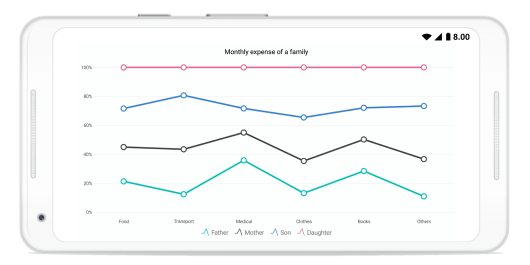 8.00
Monthly expense of a family
100%
80%
60%
40%
20%
0%
Food Transport Medical Clothes Books Others
Father Mother Son Daughter